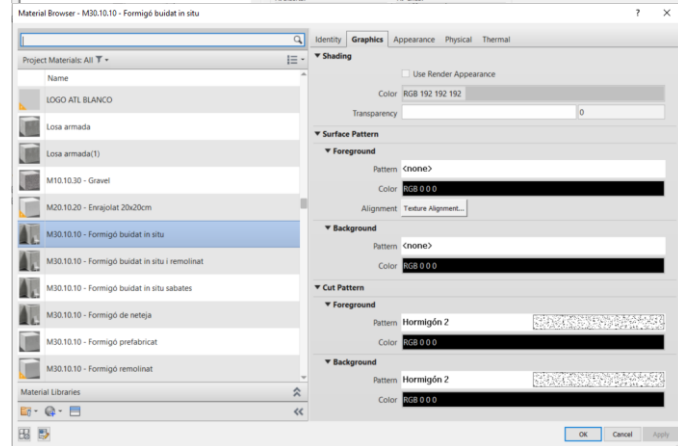 Material Browser - M30.10.10 - Formigó buidat in situ
? X
Identity Graphics Appearance Physical Thermal
Project Materials: All
Name
LOGO ATL BLANCO
Losa armada
Losa armada(1)
M10.10.30 - Gravel
M20.10.20 - Enrajolat 20x20cm
M30.10.10 - Formigó buidat in situ
M30.10.10 - Formigó buidat in situ i remolinat
M30.10.10 - Formigó buidat in situ sabates
M30.10.10 - Formigó de neteja
M30.10.10 - Formigó prefabricat
M30.10.10 - Formigó remolinat
Material Libraries
Shading
Use Render Appearance
Color RGB 192 192 192
Transparency 0
Surface Pattern
Foreground
Pattern <none>
Color RGB 0 0 0
Alignment Texture Alignment...
Background
Pattern <none>
Color RGB 0 0 0
Cut Pattern
Foreground
Pattern Hormigón 2
Color RGB 0 0 0
Background
Pattern Hormigón 2
Color RGB 0 0 0
OK Cancel Apply